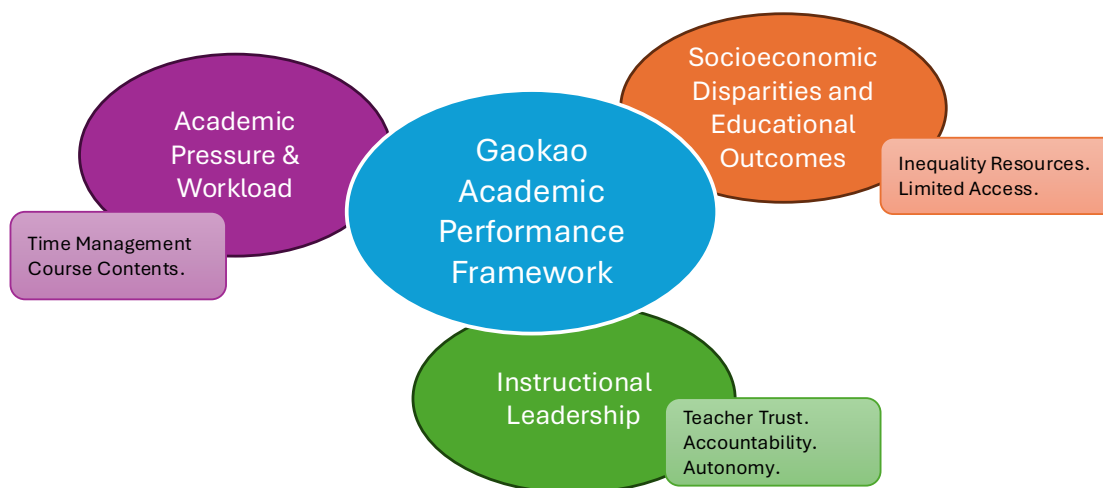 Academic
Pressure &
Workload
Time Management
Course Contents.
Gaokao
Academic
Performance
Framework
Socioeconomic
Disparities and
Educational
Outcomes
Inequality Resources.
Limited Access.
Instructional
Leadership
Teacher Trust.
Accountability.
Autonomy.